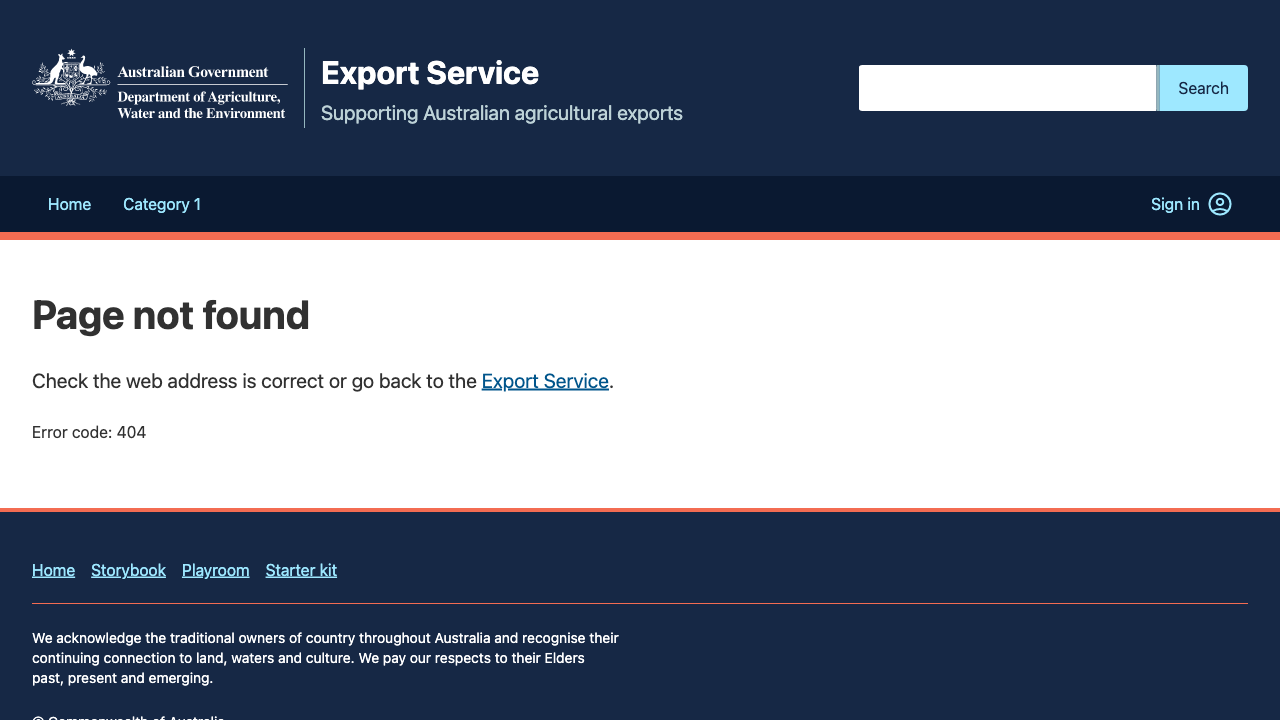 Australian Government
Department of Agriculture,
Water and the Environment
Export Service
Supporting Australian agricultural exports
Search
Home
Category 1
Sign in
Page not found
Check the web address is correct or go back to the Export Service.
Error code: 404
Home
Storybook
Playroom
Starter kit
We acknowledge the traditional owners of country throughout Australia and recognise their
continuing connection to land, waters and culture. We pay our respects to their Elders
past, present and emerging.
© Commonwealth of Australia